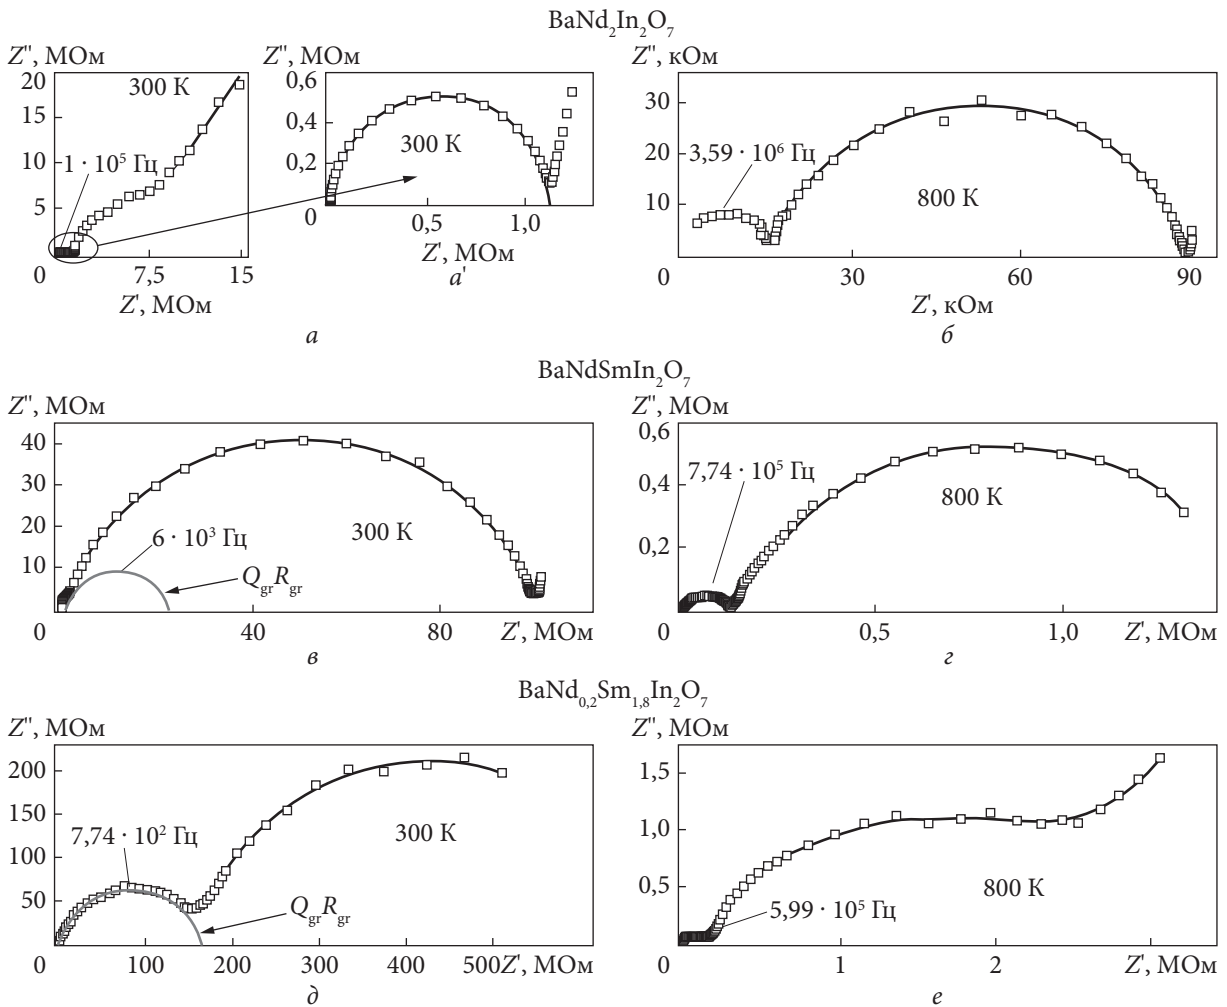 BaNd₂In₂O₇
Z'', МОм
20
15
10
5
0
7,5
15
300 К
1 · 10⁵ Гц
Z', МОм
а
Z'', МОм
0,6
0,4
0,2
0
0,5
1,0
300 К
Z', МОм
а'
Z'', кОм
30
20
10
0
30
60
90
3,59 · 10⁶ Гц
800 К
Z', кОм
б
BaNdSmIn₂O₇
Z'', МОм
40
30
20
10
0
40
80
Z', МОм
6 · 10³ Гц
300 К
QgrRgr
в
Z'', МОм
0,6
0,4
0,2
0
0,5
1,0
Z', МОм
7,74 · 10⁵ Гц
800 К
г
BaNd₀,₂Sm₁,₈In₂O₇
Z'', МОм
200
150
100
50
0
100
200
300
400
500
Z', МОм
7,74 · 10² Гц
300 К
QgrRgr
д
Z'', МОм
1,5
1,0
0,5
0
1
2
Z', МОм
800 К
5,99 · 10⁵ Гц
е